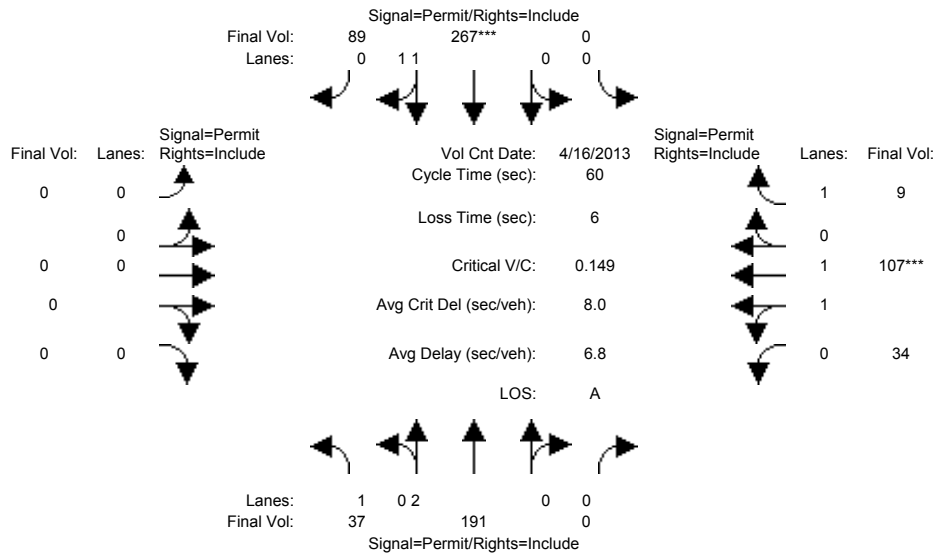 Signal=Permit/Rights=Include
Final Vol: 89 267*** 0
Lanes: 0 1 1 0 0
Signal=Permit
Final Vol: Lanes: Rights=Include
Vol Cnt Date: 4/16/2013
Signal=Permit
Rights=Include Lanes: Final Vol:
Cycle Time (sec): 60
0 0
1 9
Loss Time (sec): 6
0
0
0 0
Critical V/C: 0.149
1 107***
0
Avg Crit Del (sec/veh): 8.0
1
0 0
Avg Delay (sec/veh): 6.8
0 34
LOS: A
Lanes: 1 0 2 0 0
Final Vol: 37 191 0
Signal=Permit/Rights=Include